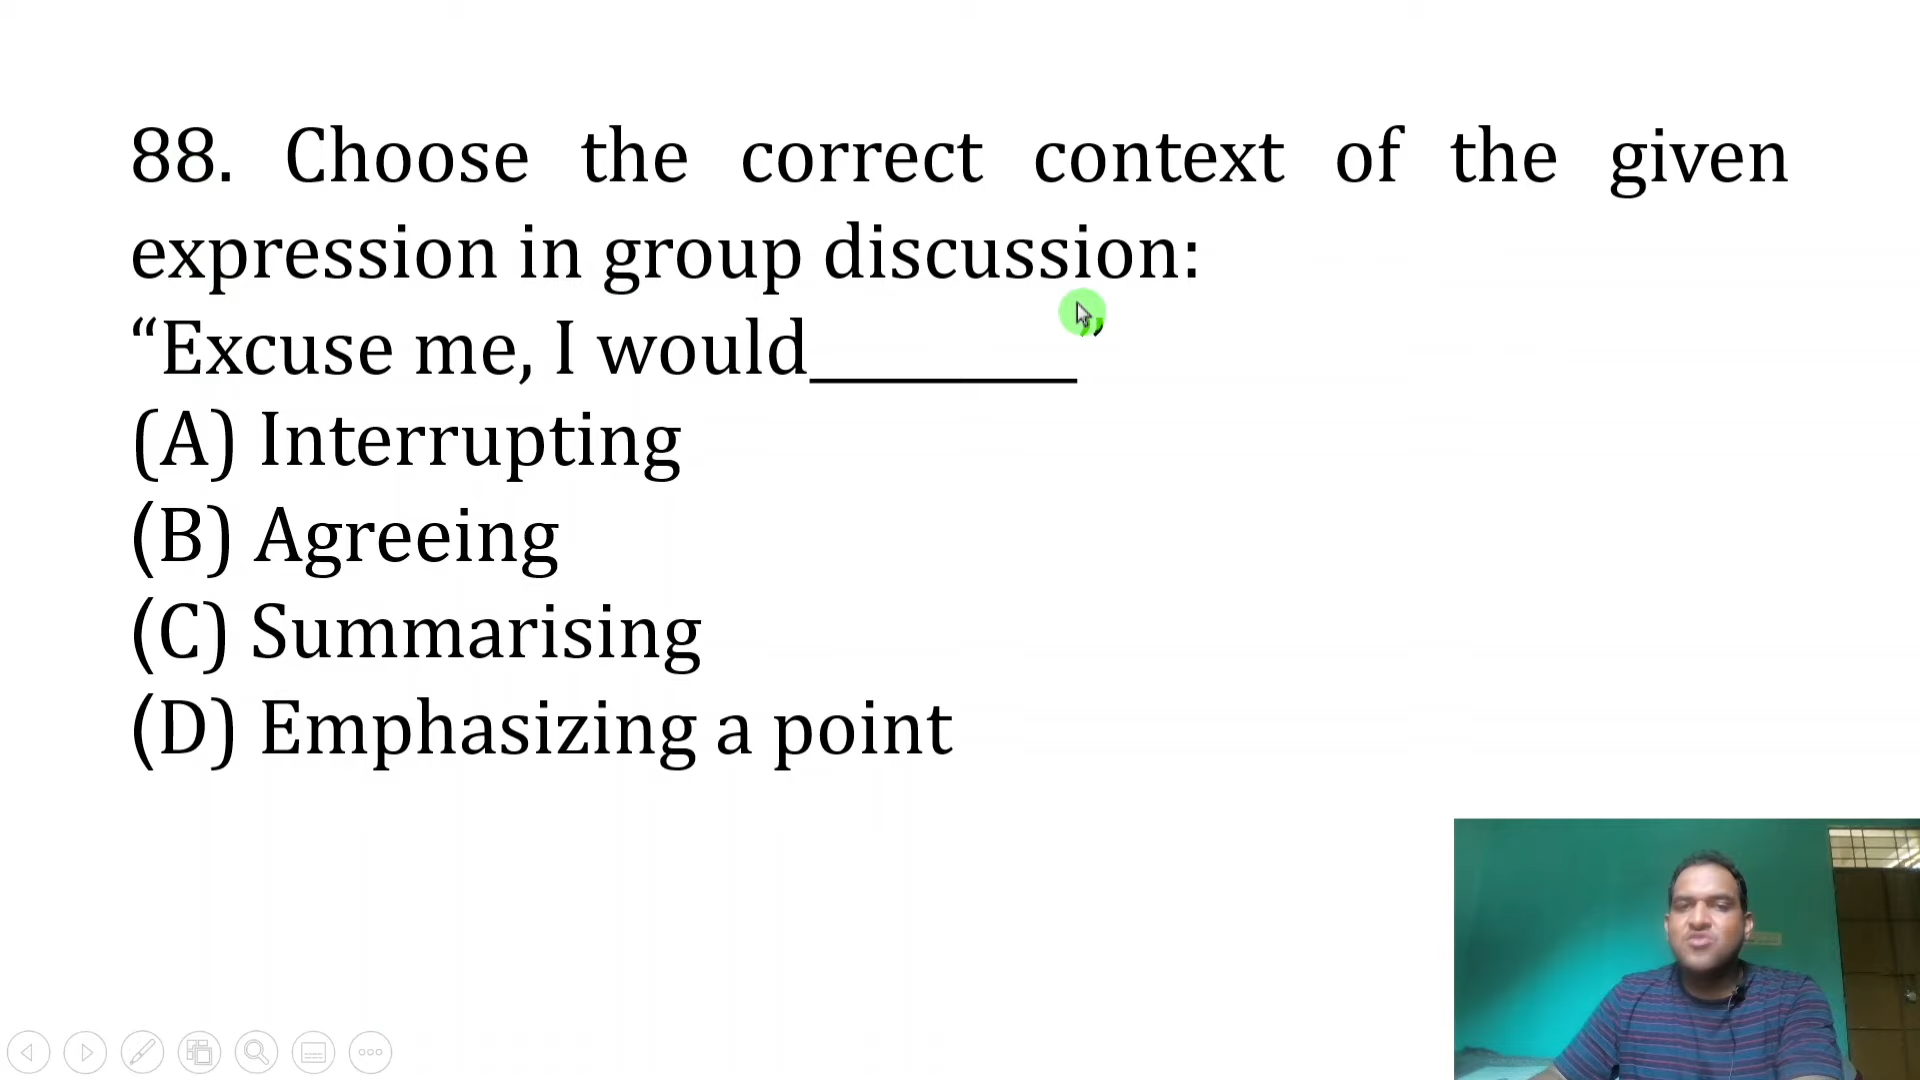 88. Choose the correct context of the given
expression in group discussion:
“Excuse me, I would_________”
(A) Interrupting
(B) Agreeing
(C) Summarising
(D) Emphasizing a point